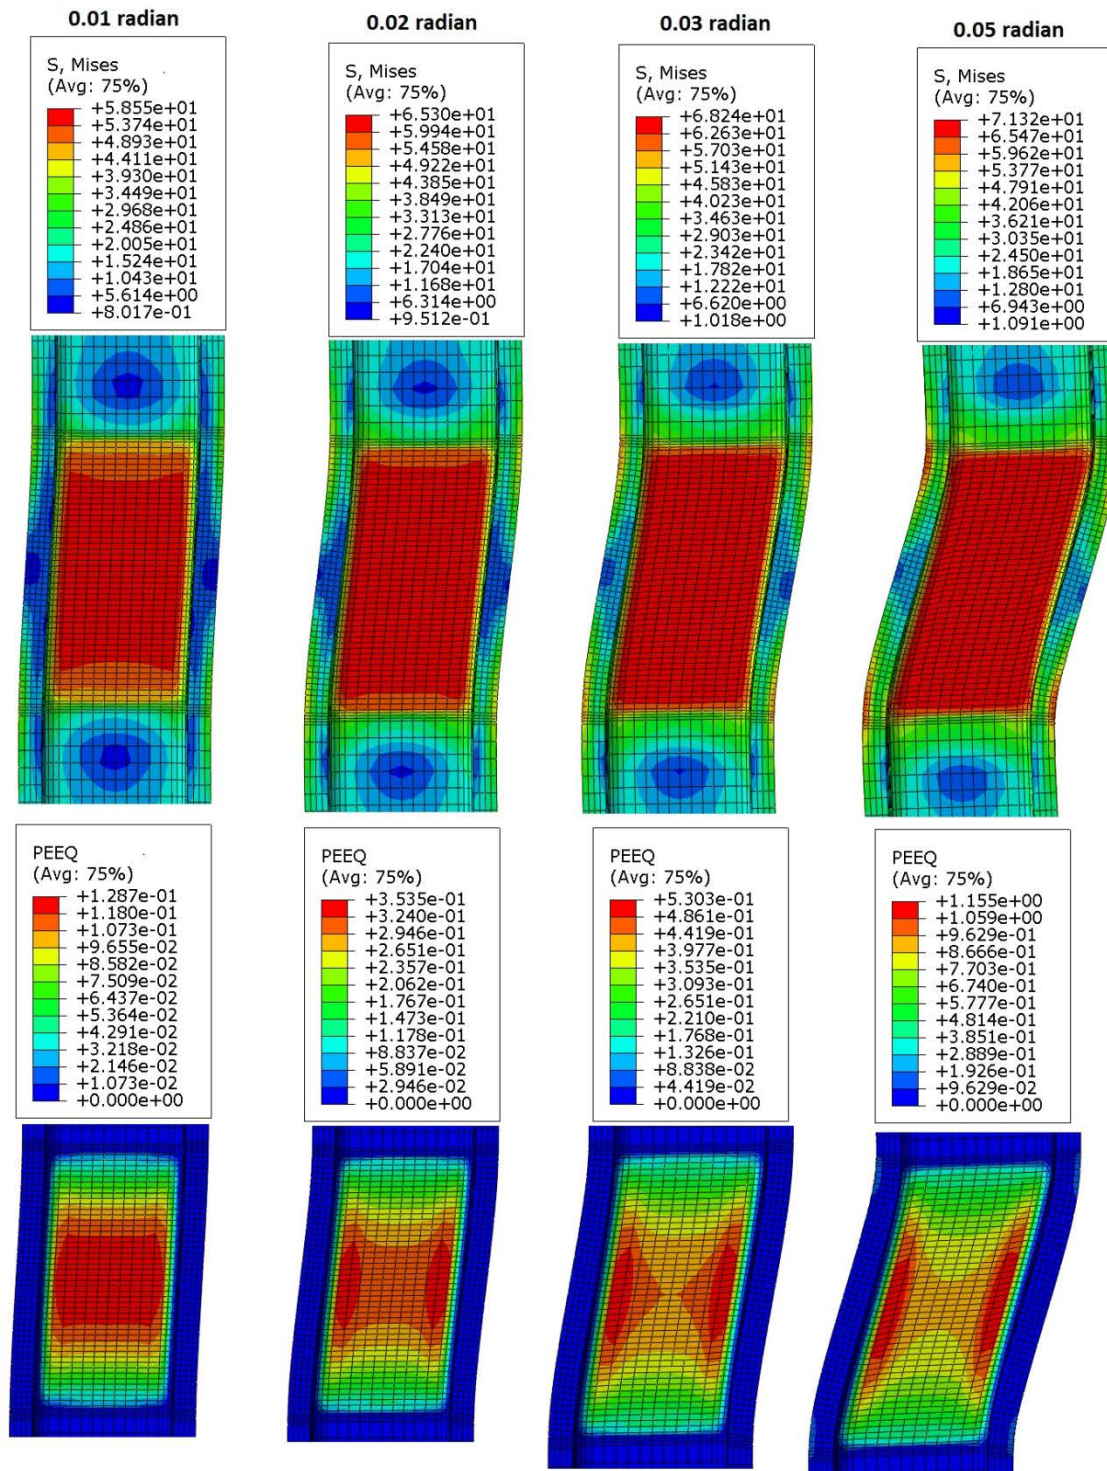 0.01 radian
S, Mises
(Avg: 75%)
+5.855e+01
+5.374e+01
+4.893e+01
+4.411e+01
+3.930e+01
+3.449e+01
+2.968e+01
+2.486e+01
+2.005e+01
+1.524e+01
+1.043e+01
+5.614e+00
+8.017e-01
0.02 radian
S, Mises
(Avg: 75%)
+6.530e+01
+5.994e+01
+5.458e+01
+4.922e+01
+4.385e+01
+3.849e+01
+3.313e+01
+2.776e+01
+2.240e+01
+1.704e+01
+1.168e+01
+6.314e+00
+9.512e-01
0.03 radian
S, Mises
(Avg: 75%)
+6.824e+01
+6.263e+01
+5.703e+01
+5.143e+01
+4.583e+01
+4.023e+01
+3.463e+01
+2.903e+01
+2.342e+01
+1.782e+01
+1.222e+01
+6.620e+00
+1.018e+00
0.05 radian
S, Mises
(Avg: 75%)
+7.132e+01
+6.547e+01
+5.962e+01
+5.377e+01
+4.791e+01
+4.206e+01
+3.621e+01
+3.035e+01
+2.450e+01
+1.865e+01
+1.280e+01
+6.943e+00
+1.091e+00
PEEQ
(Avg: 75%)
+1.287e-01
+1.180e-01
+1.073e-01
+9.655e-02
+8.582e-02
+7.509e-02
+6.437e-02
+5.364e-02
+4.291e-02
+3.218e-02
+2.146e-02
+1.073e-02
+0.000e+00
PEEQ
(Avg: 75%)
+3.535e-01
+3.240e-01
+2.946e-01
+2.651e-01
+2.357e-01
+2.062e-01
+1.767e-01
+1.473e-01
+1.178e-01
+8.837e-02
+5.891e-02
+2.946e-02
+0.000e+00
PEEQ
(Avg: 75%)
+5.303e-01
+4.861e-01
+4.419e-01
+3.977e-01
+3.535e-01
+3.093e-01
+2.651e-01
+2.210e-01
+1.768e-01
+1.326e-01
+8.838e-02
+4.419e-02
+0.000e+00
PEEQ
(Avg: 75%)
+1.155e+00
+1.059e+00
+9.629e-01
+8.666e-01
+7.703e-01
+6.740e-01
+5.777e-01
+4.814e-01
+3.851e-01
+2.889e-01
+1.926e-01
+9.629e-02
+0.000e+00